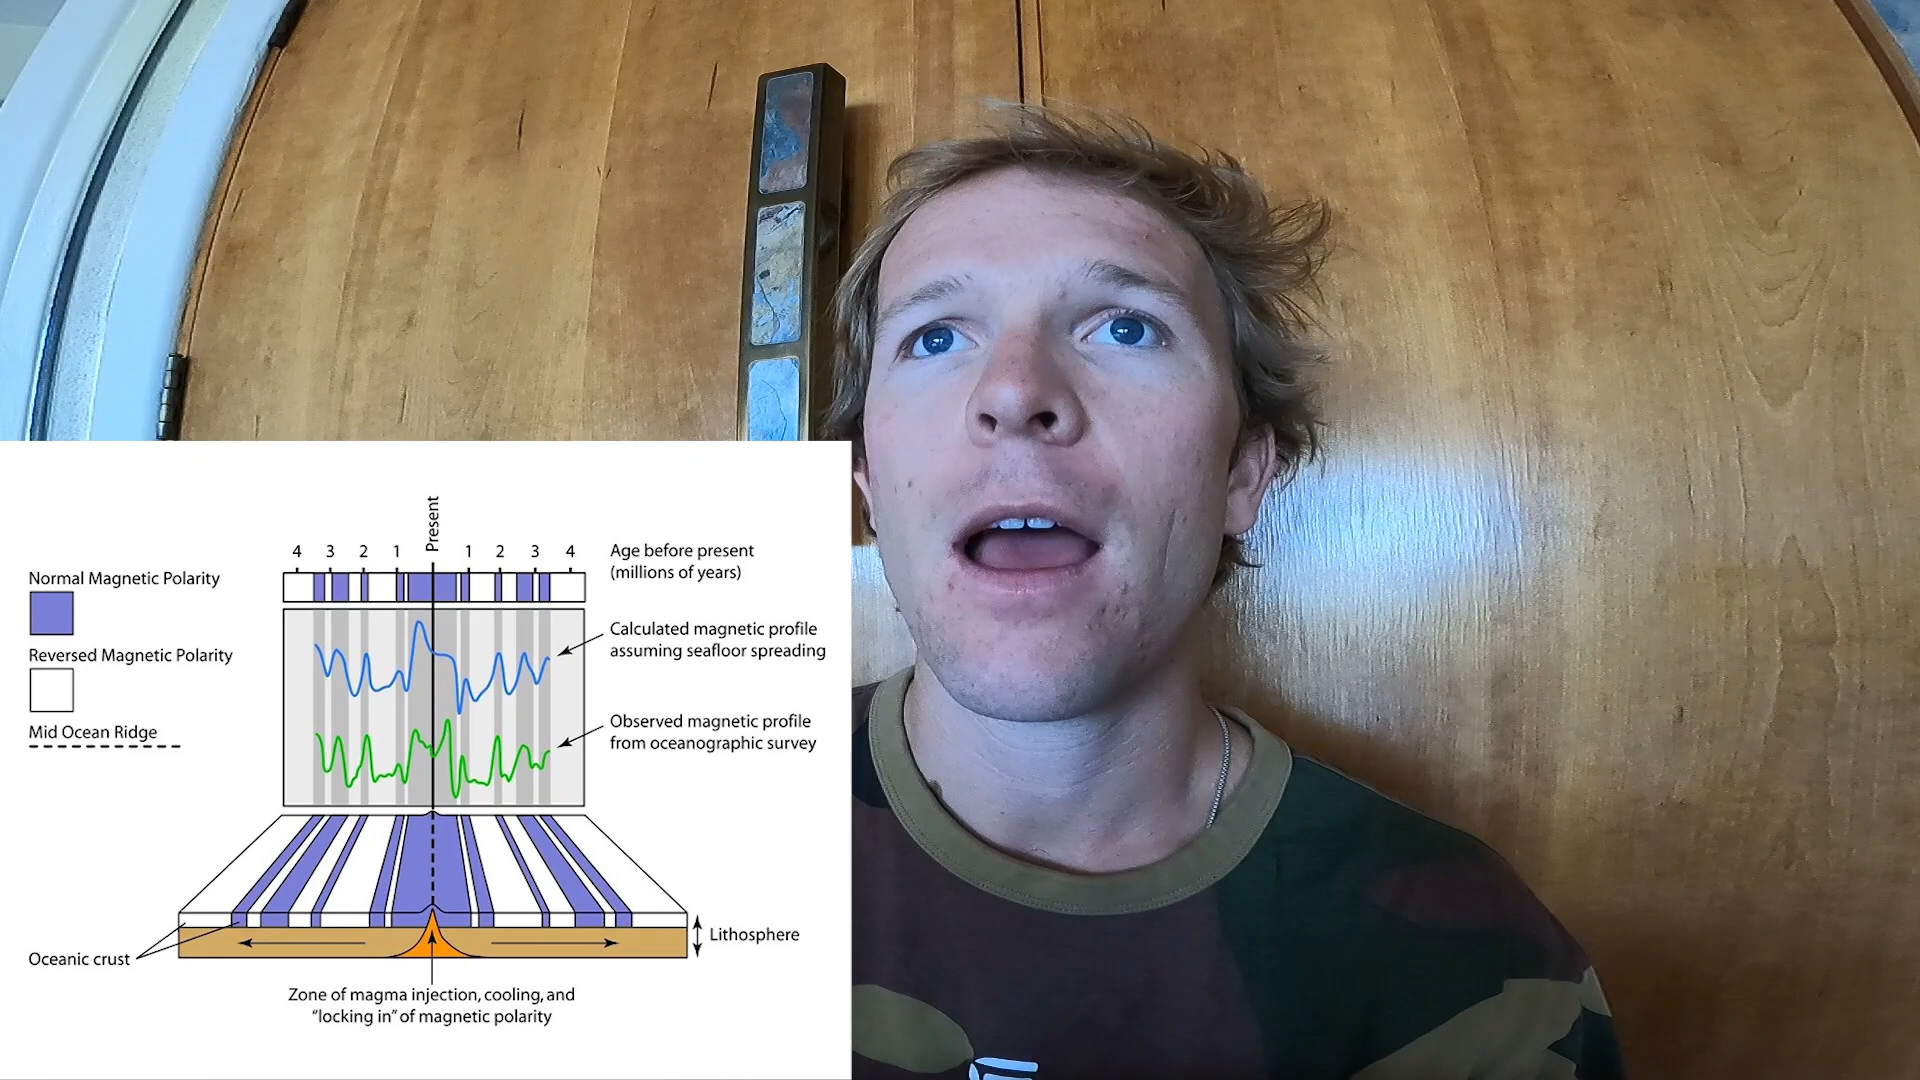 Present
4 3 2 1 1 2 3 4
Age before present
(millions of years)
Normal Magnetic Polarity
Reversed Magnetic Polarity
Mid Ocean Ridge
Calculated magnetic profile
assuming seafloor spreading
Observed magnetic profile
from oceanographic survey
Lithosphere
Oceanic crust
Zone of magma injection, cooling, and
“locking in” of magnetic polarity